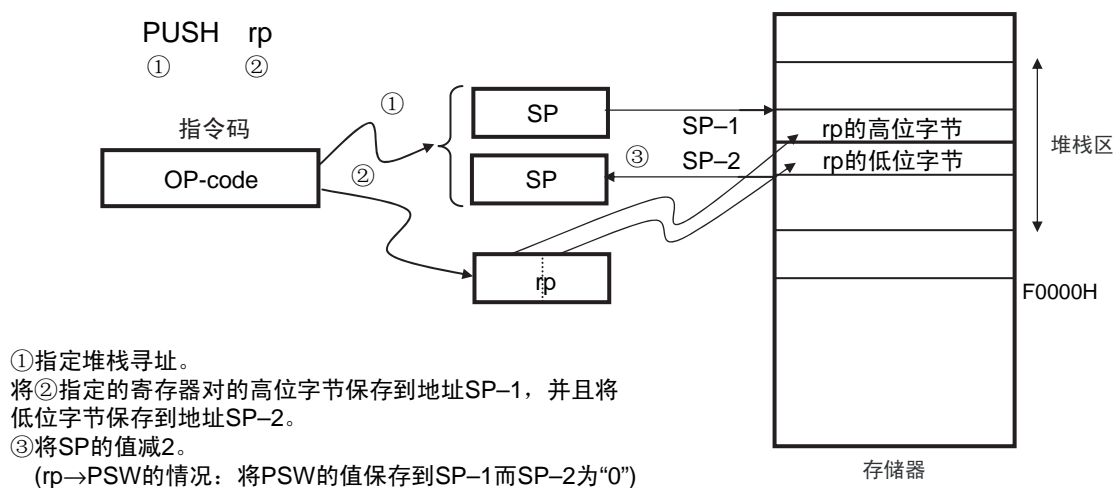 PUSH rp
① ②
指令码
OP-code
①
②
SP
SP
③
SP–1
SP–2
rp
rp的高位字节
rp的低位字节
堆栈区
F0000H
存储器
①指定堆栈寻址。
将②指定的寄存器对的高位字节保存到地址SP–1，并且将
低位字节保存到地址SP–2。
③将SP的值减2。
(rp→PSW的情况：将PSW的值保存到SP–1而SP–2为“0”)